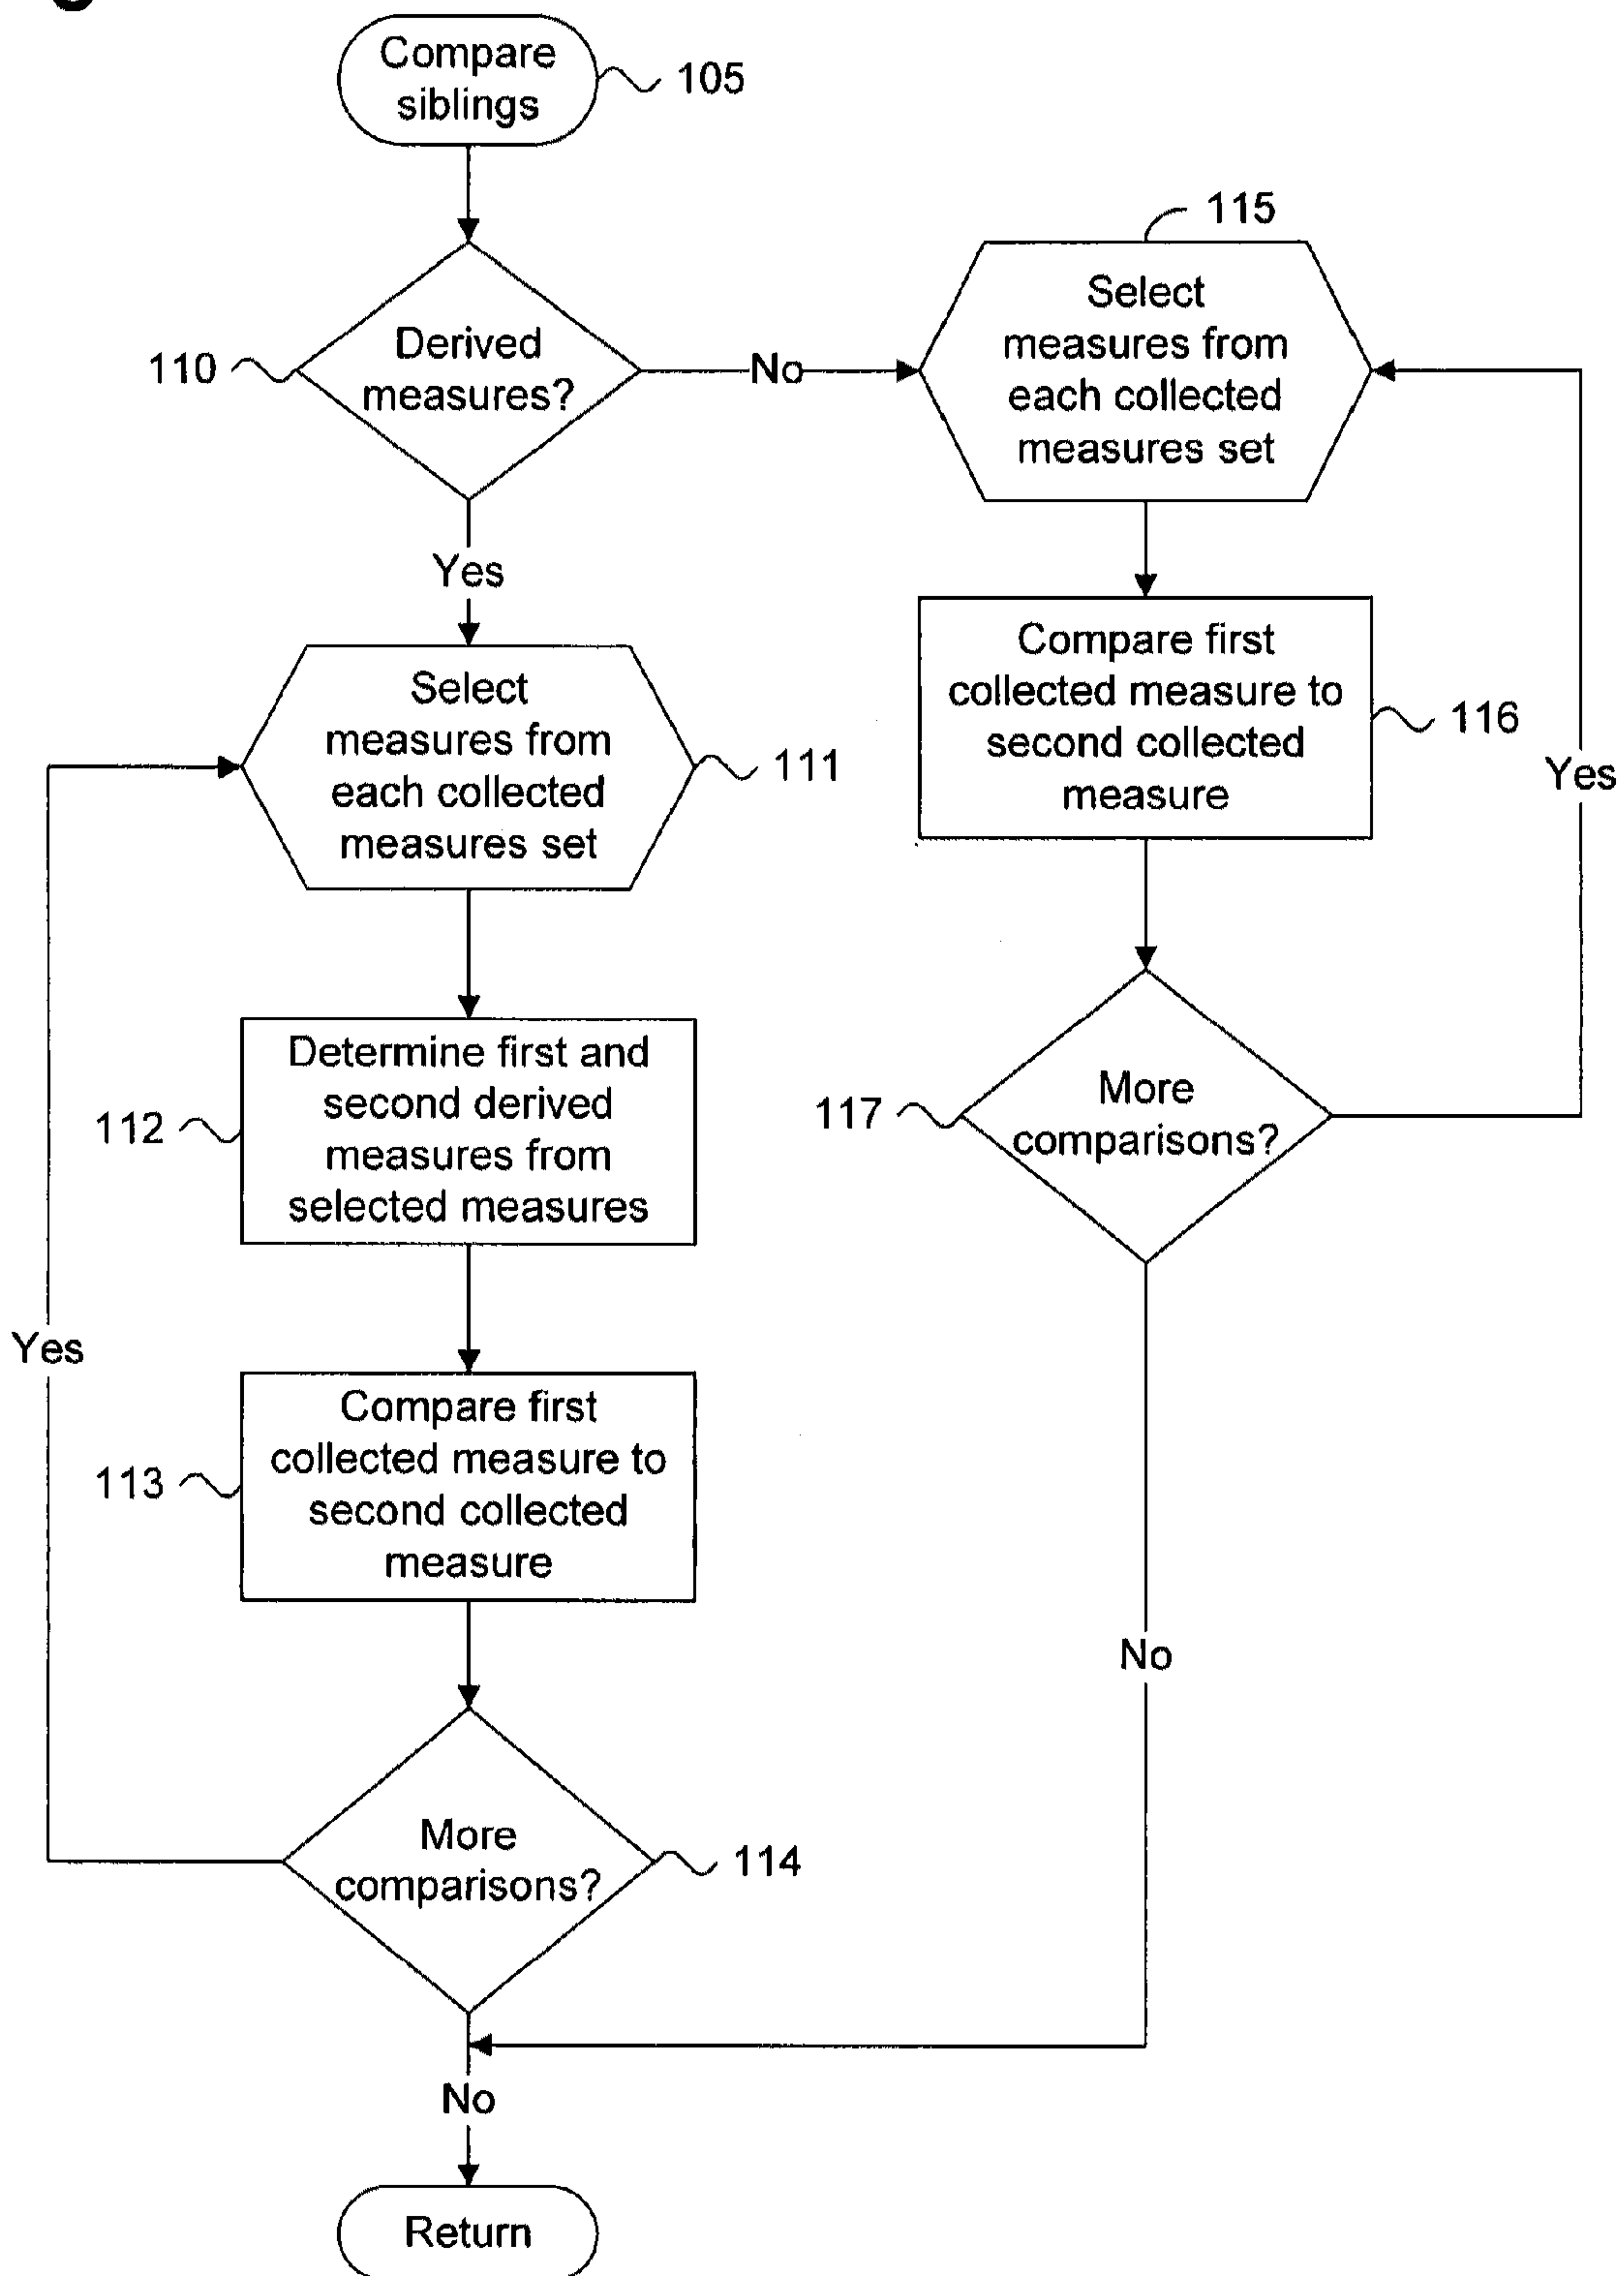 Compare
siblings
105
110
Derived
measures?
No
115
Select
measures from
each collected
measures set
Yes
Select
measures from
each collected
measures set
111
Compare first
collected measure to
second collected
measure
116
Yes
112
Determine first and
second derived
measures from
selected measures
117
More
comparisons?
Yes
113
Compare first
collected measure to
second collected
measure
No
More
comparisons?
114
No
Return